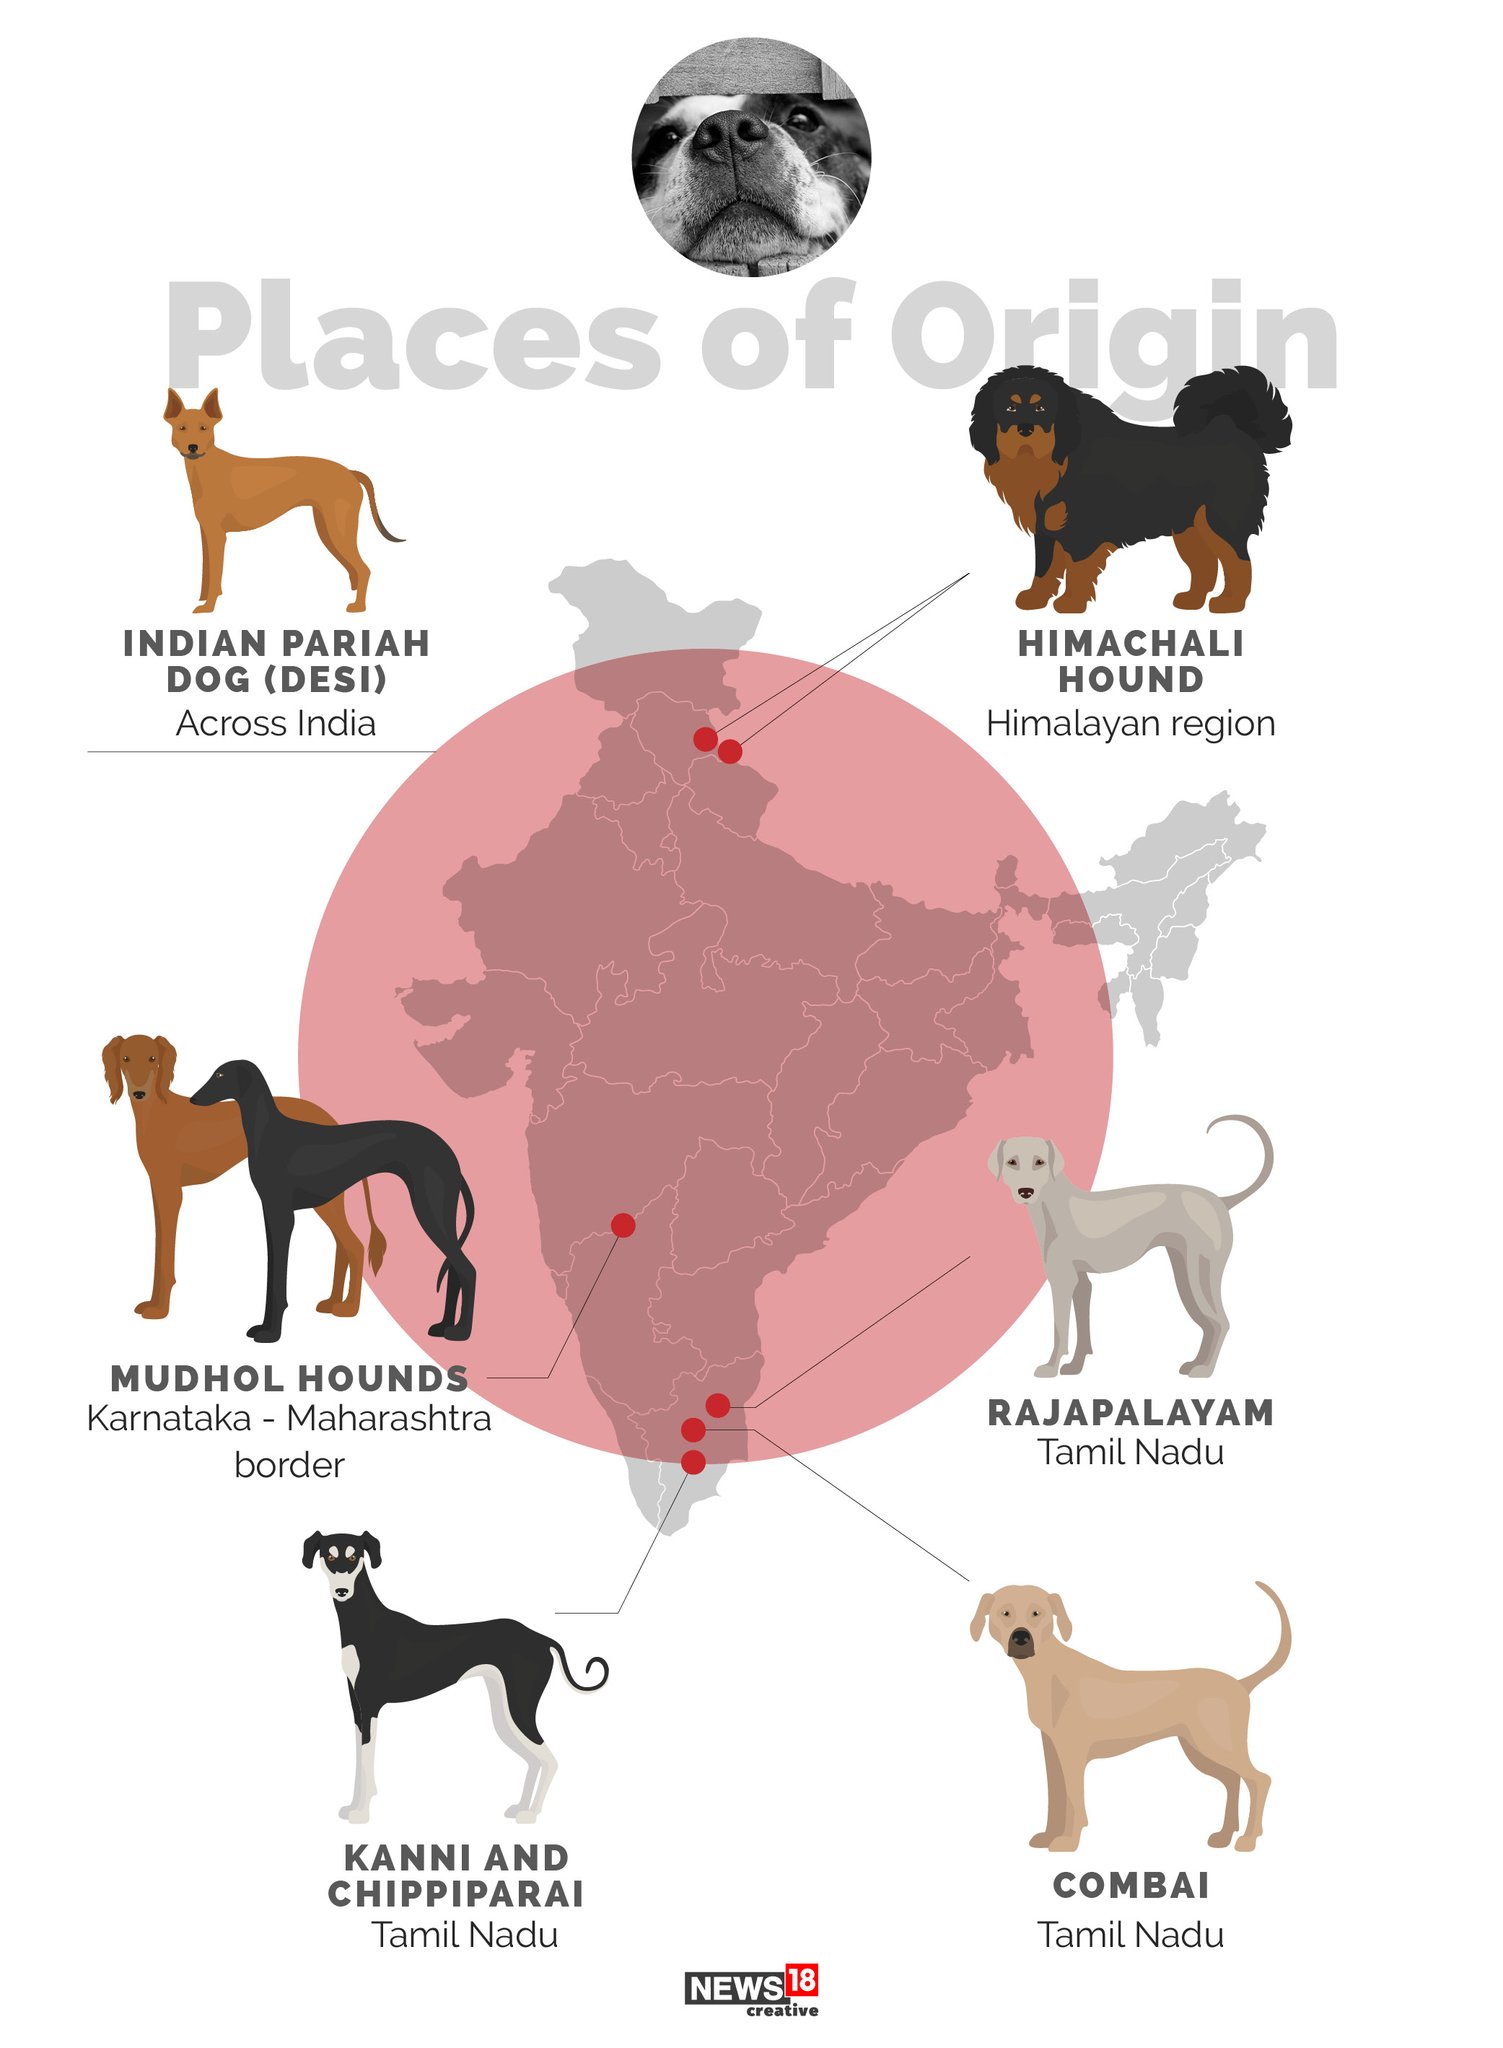 Places of Origin
INDIAN PARIAH
DOG (DESI)
Across India
HIMACHALI
HOUND
Himalayan region
MUDHOL HOUNDS
Karnataka - Maharashtra
border
RAJAPALAYAM
Tamil Nadu
KANNI AND
CHIPPIPARAI
Tamil Nadu
COMBAI
Tamil Nadu
NEWS18
creative